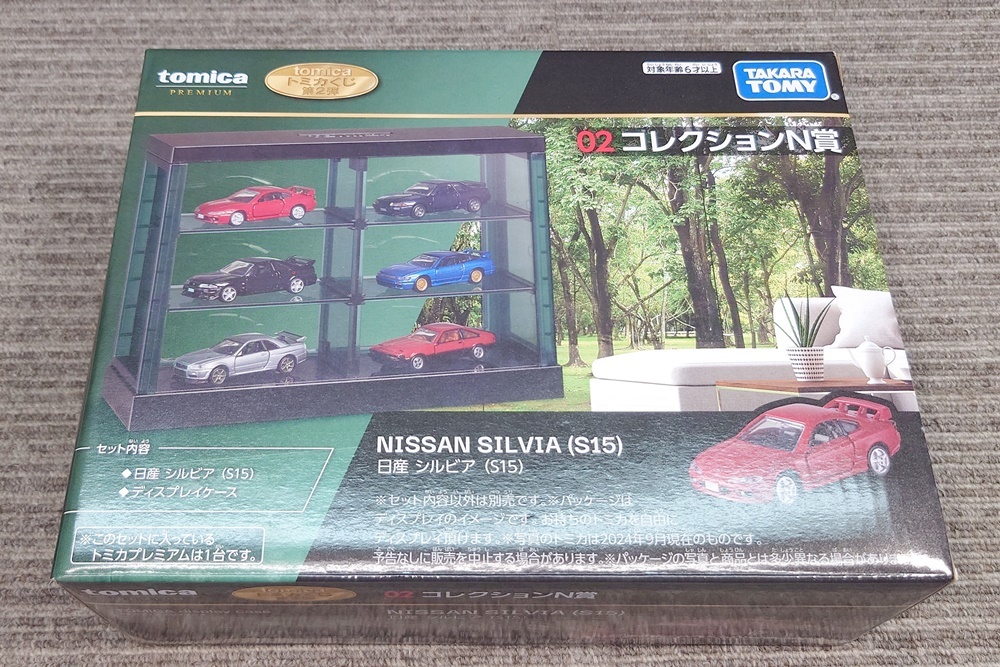 tomica
PREMIUM
tomica
トミカくじ
第2弾
対象年齢6才以上
TAKARA
TOMY
02 コレクションN賞
セット内容
ないよう
◆日産 シルビア (S15)
◆ディスプレイケース
※このセットに入っている
トミカプレミアムは1台です。
NISSAN SILVIA (S15)
日産 シルビア (S15)
※セット内容以外は別売です。※パッケージは
ディスプレイのイメージです。お持ちのトミカを自由に
ディスプレイ頂けます。※写真のトミカは2024年9月現在のものです。
予告なしに販売を中止する場合があります。※パッケージの写真と商品とは多少異なる場合があります
tomica
02 コレクションN賞
NISSAN SILVIA (S15)